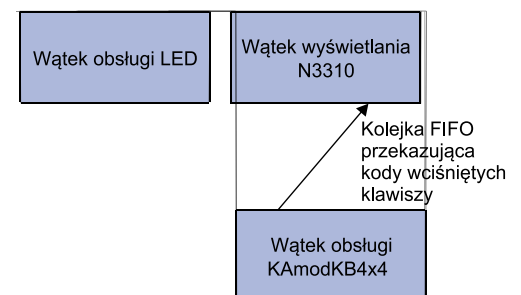 Wątek obsługi LED
Wątek wyświetlania
N3310
Kolejka FIFO
przekazująca
kody wciśniętych
klawiszy
Wątek obsługi
KAmodKB4x4